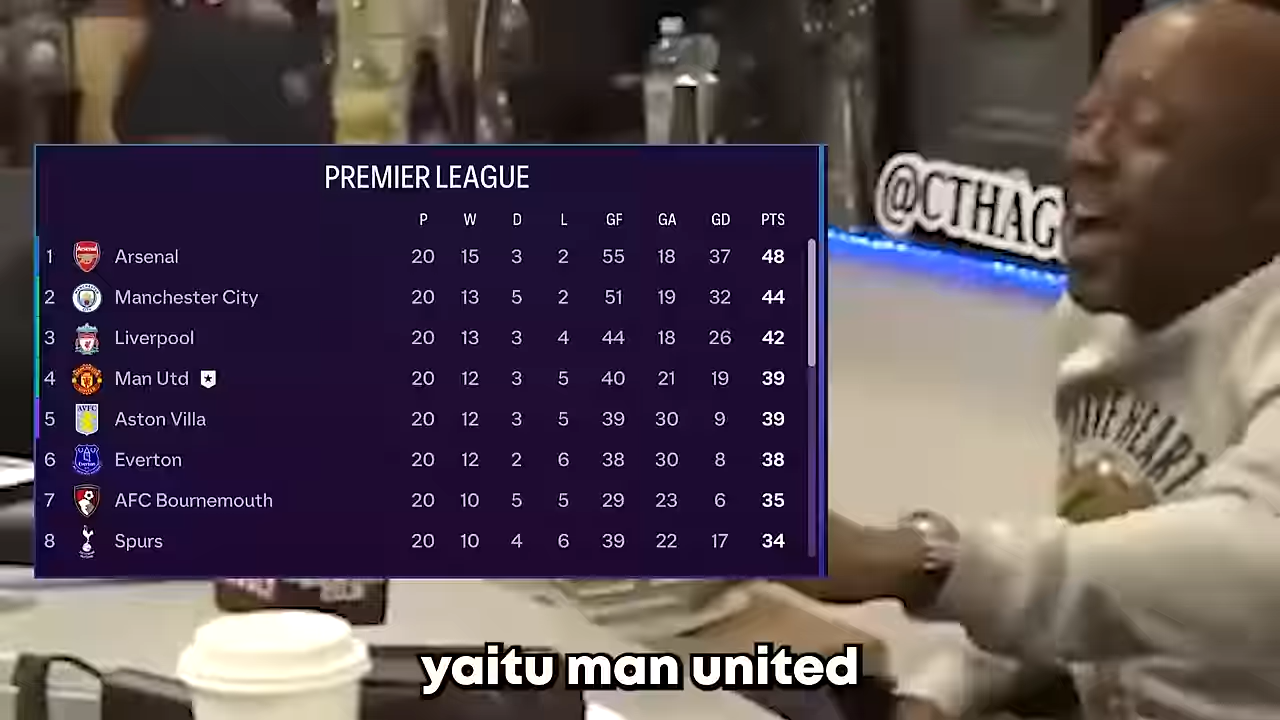 PREMIER LEAGUE
P W D L GF GA GD PTS
1 Arsenal 20 15 3 2 55 18 37 48
2 Manchester City 20 13 5 2 51 19 32 44
3 Liverpool 20 13 3 4 44 18 26 42
4 Man Utd 20 12 3 5 40 21 19 39
5 Aston Villa 20 12 3 5 39 30 9 39
6 Everton 20 12 2 6 38 30 8 38
7 AFC Bournemouth 20 10 5 5 29 23 6 35
8 Spurs 20 10 4 6 39 22 17 34
@CTHAG
HEART
yaitu man united